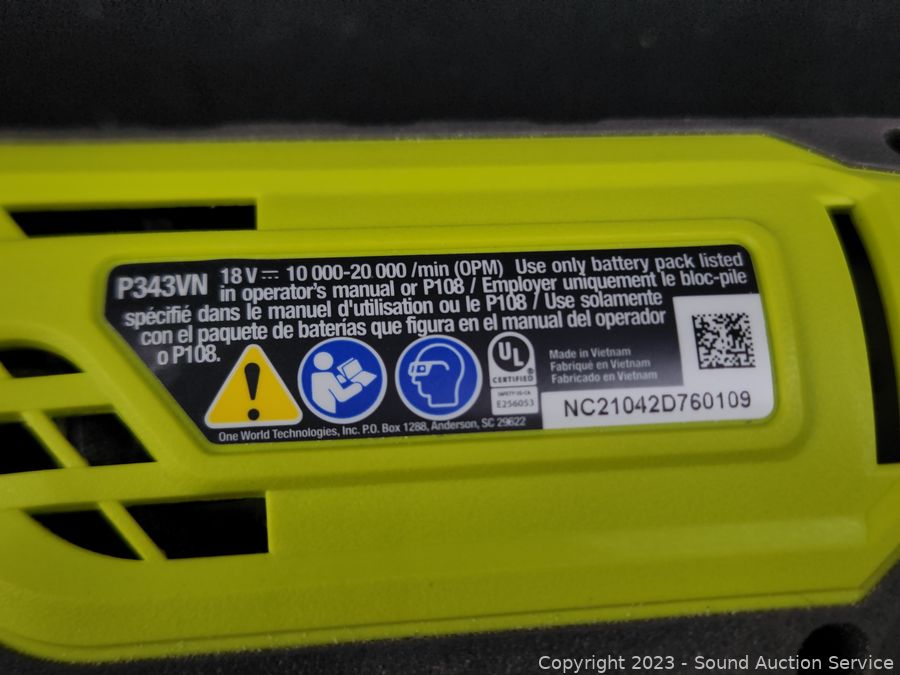 P343VN 18 V ⎓ 10 000-20 000 /min (OPM) Use only battery pack listed
in operator's manual or P108 / Employer uniquement le bloc-pile
spécifié dans le manuel d'utilisation ou le P108 / Use solamente
con el paquete de baterías que figura en el manual del operador
o P108.
UL
CERTIFIED
SAFETY US-CA
E256053
Made in Vietnam
Fabriqué en Vietnam
Fabricado en Vietnam
NC21042D760109
One World Technologies, Inc. P.O. Box 1288, Anderson, SC 29622
Copyright 2023 - Sound Auction Service